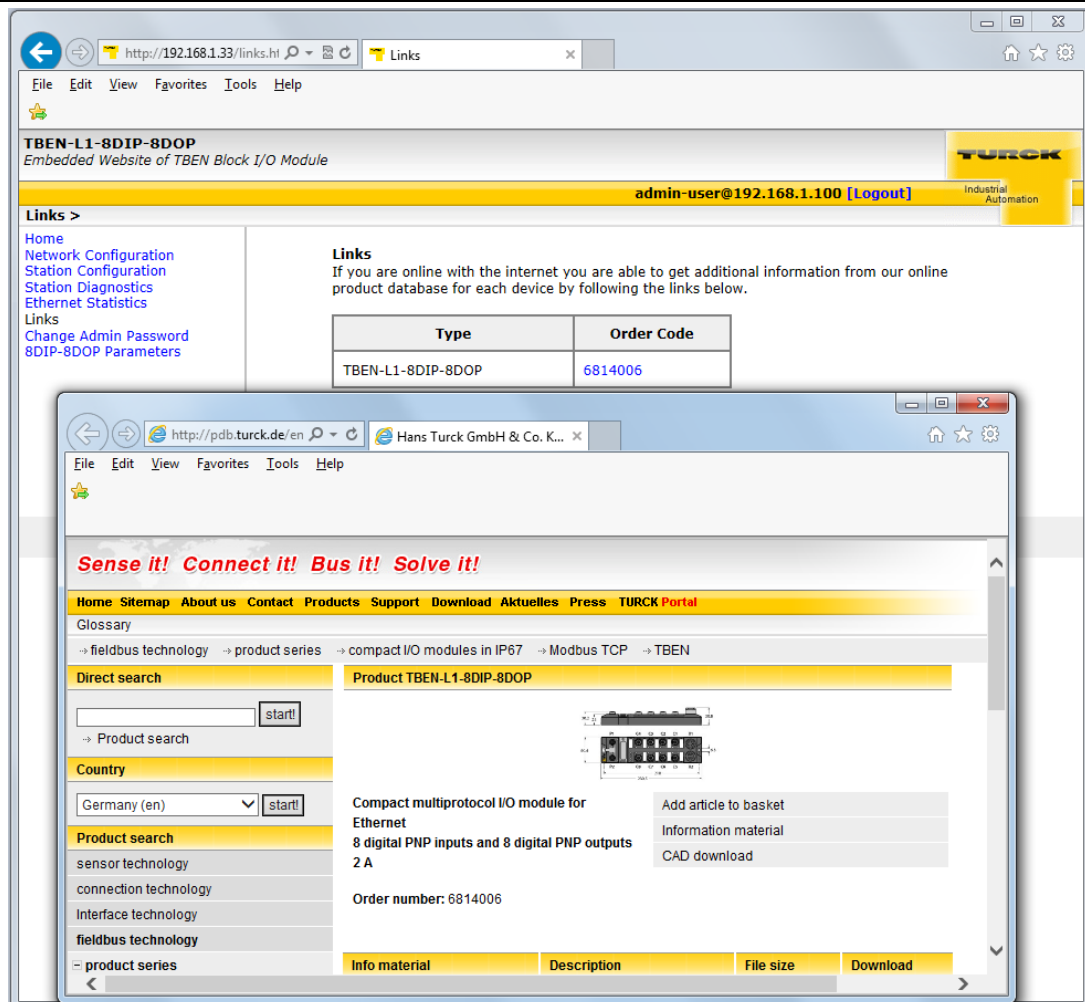 http://192.168.1.33/links.ht
Links
File Edit View Favorites Tools Help
TBEN-L1-8DIP-8DOP
Embedded Website of TBEN Block I/O Module
TURCK
admin-user@192.168.1.100 [Logout]
Industrial
Automation
Links >
Home
Network Configuration
Station Configuration
Station Diagnostics
Ethernet Statistics
Links
Change Admin Password
8DIP-8DOP Parameters
Links
If you are online with the internet you are able to get additional information from our online
product database for each device by following the links below.
Type Order Code
TBEN-L1-8DIP-8DOP 6814006
http://pdb.turck.de/en
Hans Turck GmbH & Co. K...
File Edit View Favorites Tools Help
Sense it! Connect it! Bus it! Solve it!
Home Sitemap About us Contact Products Support Download Aktuelles Press TURCK Portal
Glossary
→ fieldbus technology → product series → compact I/O modules in IP67 → Modbus TCP → TBEN
Direct search
start!
→ Product search
Country
Germany (en) start!
Product search
sensor technology
connection technology
Interface technology
fieldbus technology
product series
Product TBEN-L1-8DIP-8DOP
Compact multiprotocol I/O module for
Ethernet
8 digital PNP inputs and 8 digital PNP outputs
2 A
Order number: 6814006
Add article to basket
Information material
CAD download
Info material Description File size Download